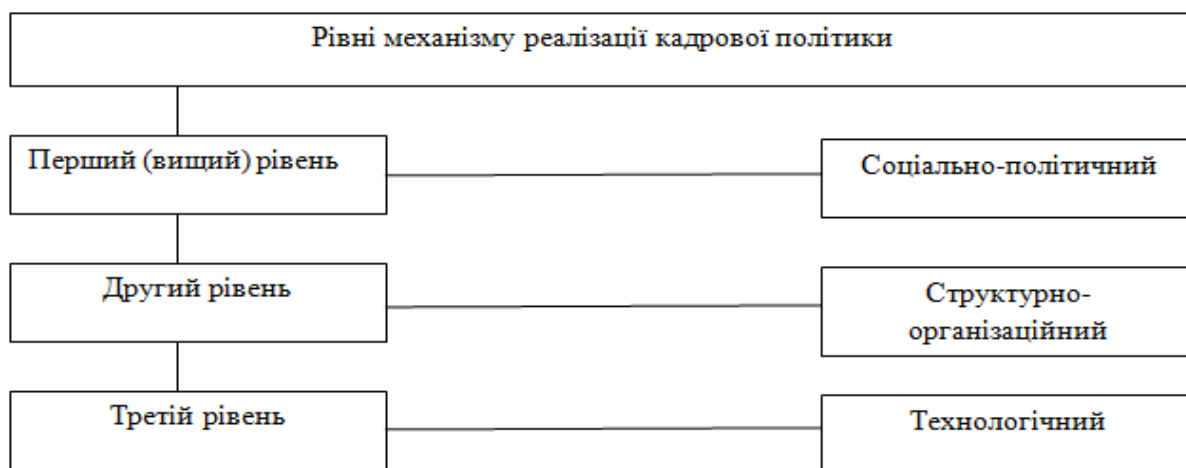 Рівні механізму реалізації кадрової політики
Перший (вищий) рівень
Соціально-політичний
Другий рівень
Структурно-
організаційний
Третій рівень
Технологічний